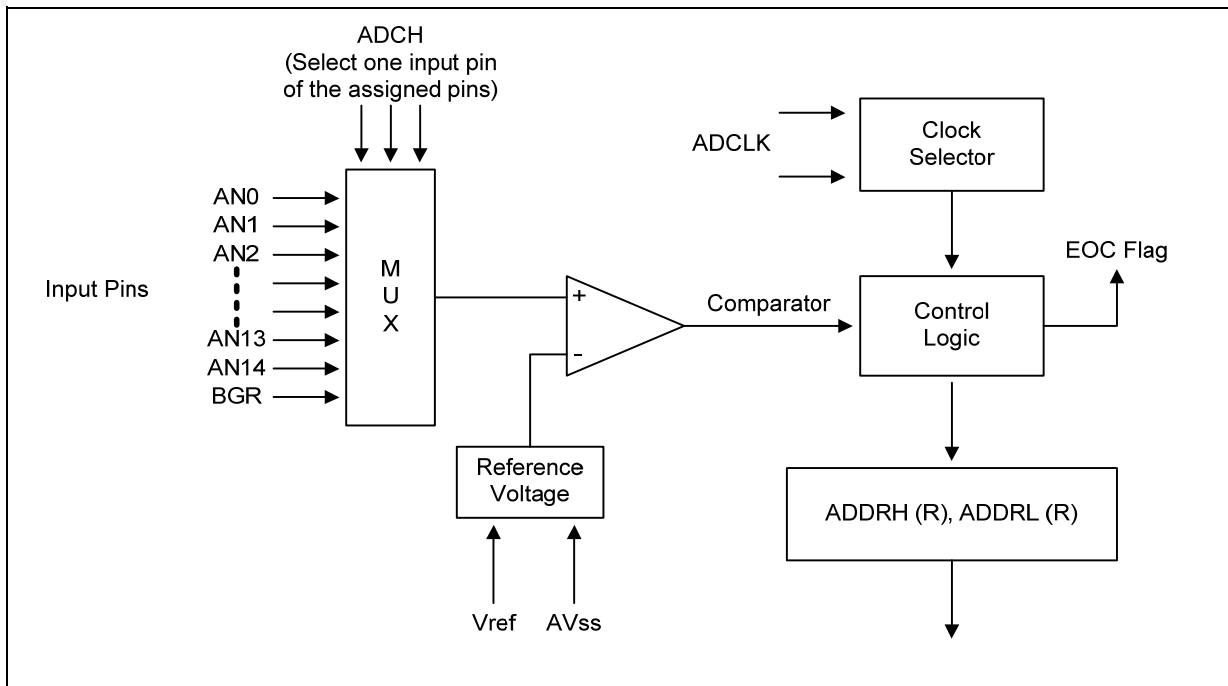 ADCH
(Select one input pin
of the assigned pins)
ADCLK
Clock
Selector
Input Pins
AN0
AN1
AN2
AN13
AN14
BGR
M
U
X
+
-
Comparator
Control
Logic
EOC Flag
Reference
Voltage
Vref
AVss
ADDRH (R), ADDRL (R)